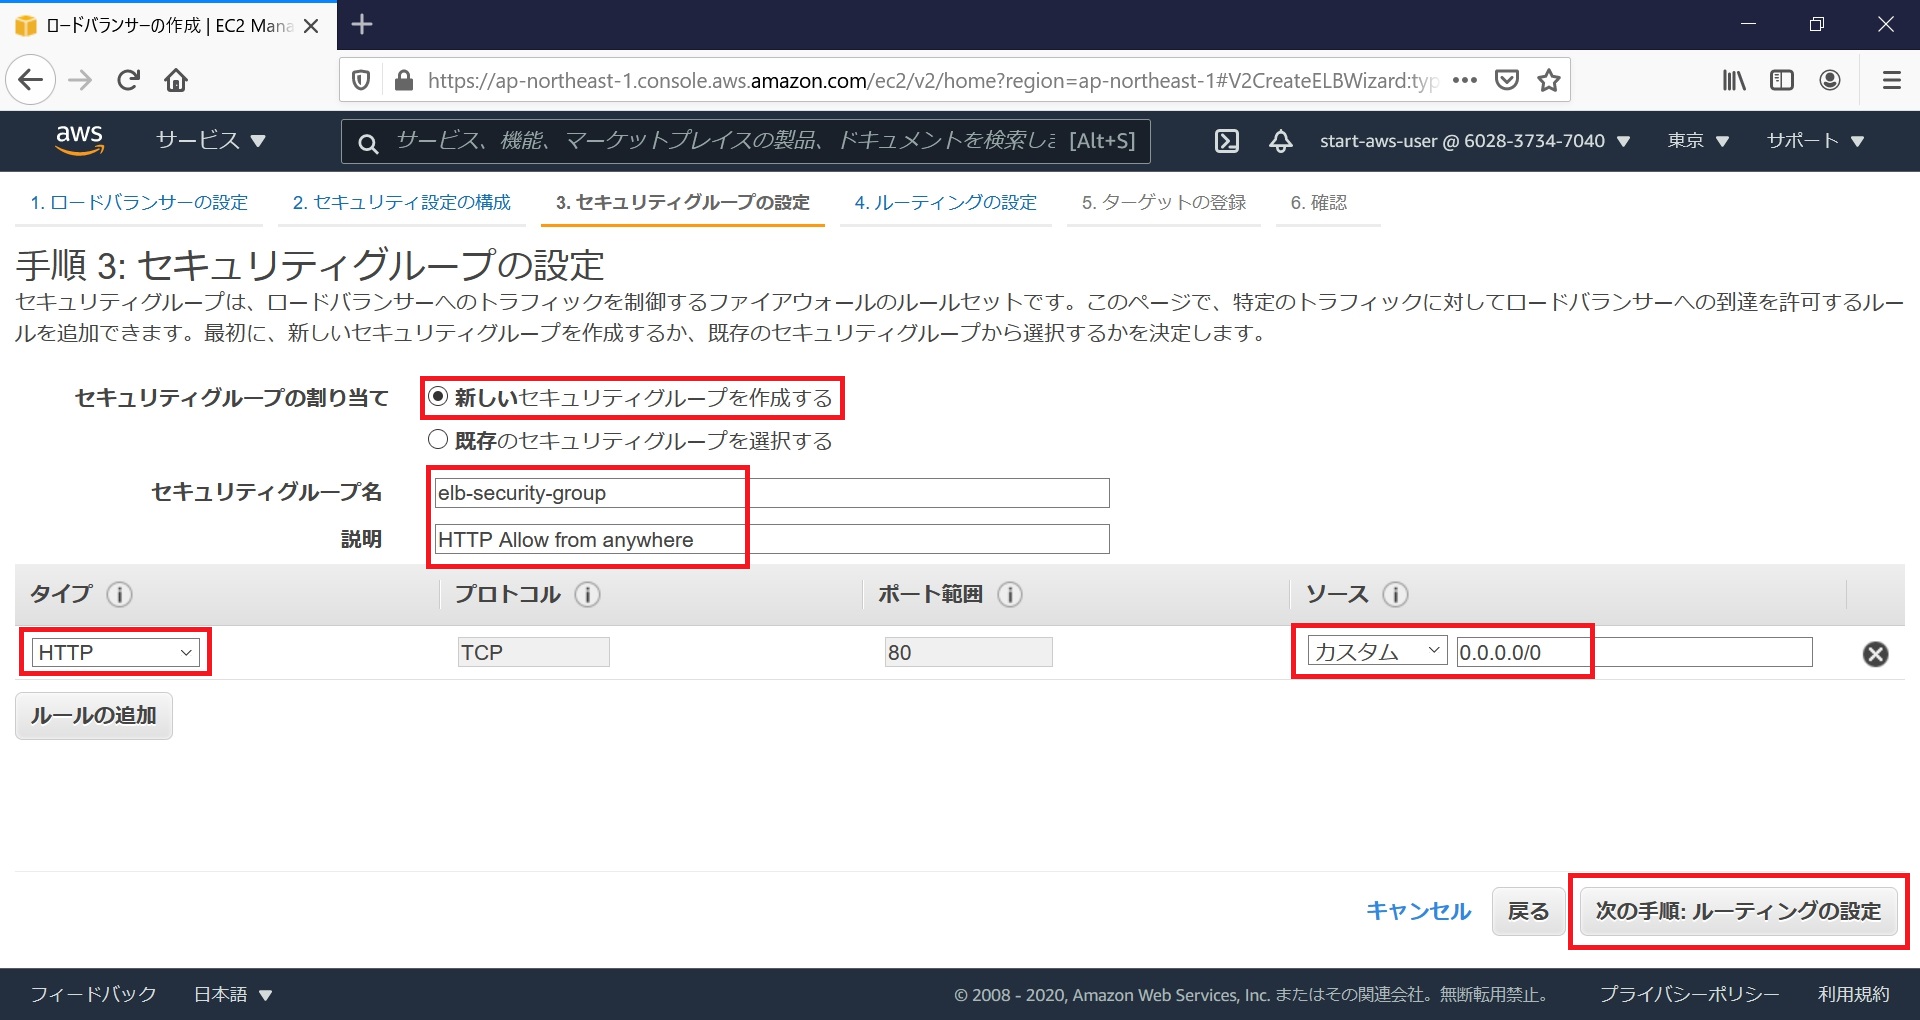 ロードバランサーの作成 | EC2 Mana
https://ap-northeast-1.console.aws.amazon.com/ec2/v2/home?region=ap-northeast-1#V2CreateELBWizard:typ
aws
サービス
サービス、機能、マーケットプレイスの製品、ドキュメントを検索しま [Alt+S]
start-aws-user @ 6028-3734-7040
東京
サポート
1. ロードバランサーの設定
2. セキュリティ設定の構成
3. セキュリティグループの設定
4. ルーティングの設定
5. ターゲットの登録
6. 確認
手順 3: セキュリティグループの設定
セキュリティグループは、ロードバランサーへのトラフィックを制御するファイアウォールのルールセットです。このページで、特定のトラフィックに対してロードバランサーへの到達を許可するルー
ルを追加できます。最初に、新しいセキュリティグループを作成するか、既存のセキュリティグループから選択するかを決定します。
セキュリティグループの割り当て
新しいセキュリティグループを作成する
既存のセキュリティグループを選択する
セキュリティグループ名
elb-security-group
説明
HTTP Allow from anywhere
タイプ
プロトコル
ポート範囲
ソース
HTTP
TCP
80
カスタム
0.0.0.0/0
ルールの追加
キャンセル
戻る
次の手順: ルーティングの設定
フィードバック
日本語
© 2008 - 2020, Amazon Web Services, Inc. またはその関連会社。無断転用禁止。
プライバシーポリシー
利用規約